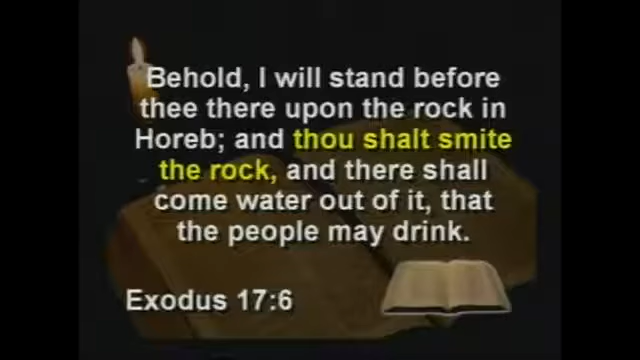 Behold, I will stand before
thee there upon the rock in
Horeb; and thou shalt smite
the rock, and there shall
come water out of it, that
the people may drink.
Exodus 17:6